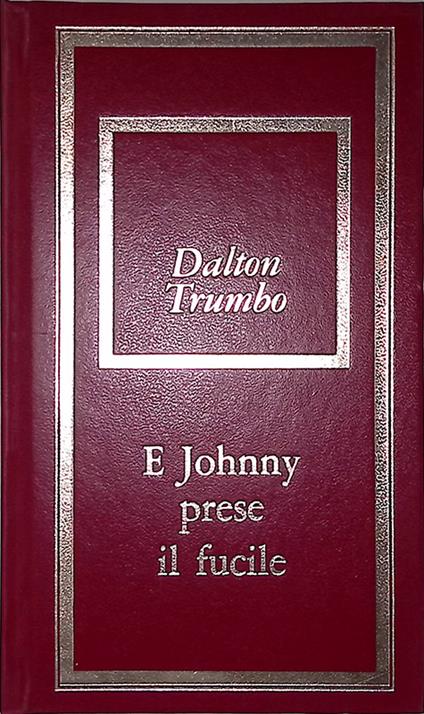 Dalton
Trumbo
E Johnny
prese
il fucile